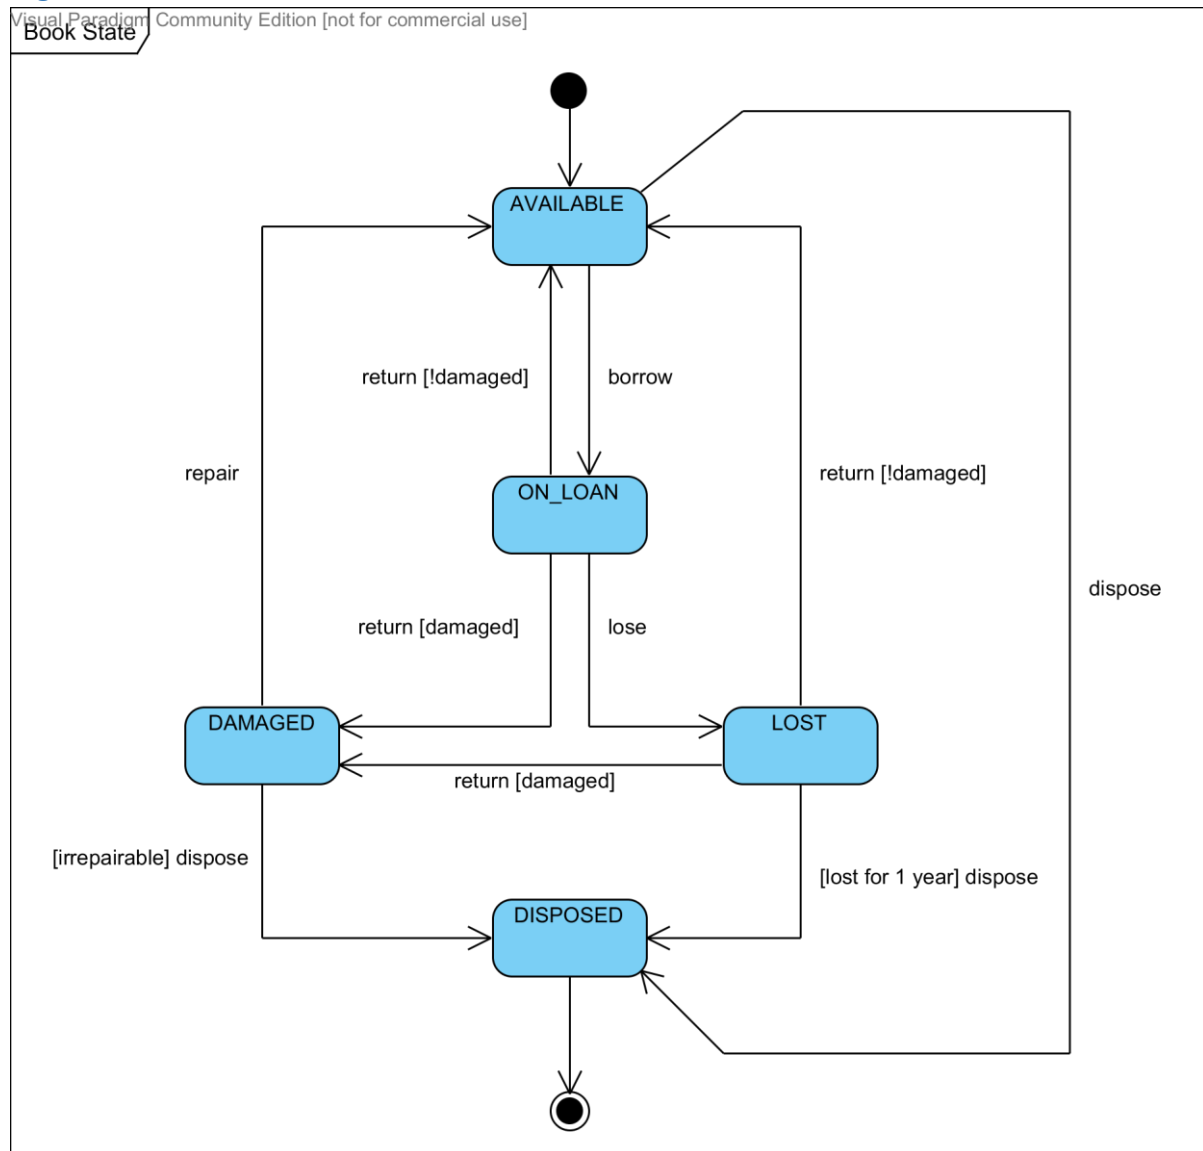 Visual Paradigm Community Edition [not for commercial use]
Book State
AVAILABLE
return [!damaged]
borrow
repair
return [!damaged]
ON_LOAN
dispose
return [damaged]
lose
DAMAGED
LOST
return [damaged]
[irrepairable] dispose
[lost for 1 year] dispose
DISPOSED